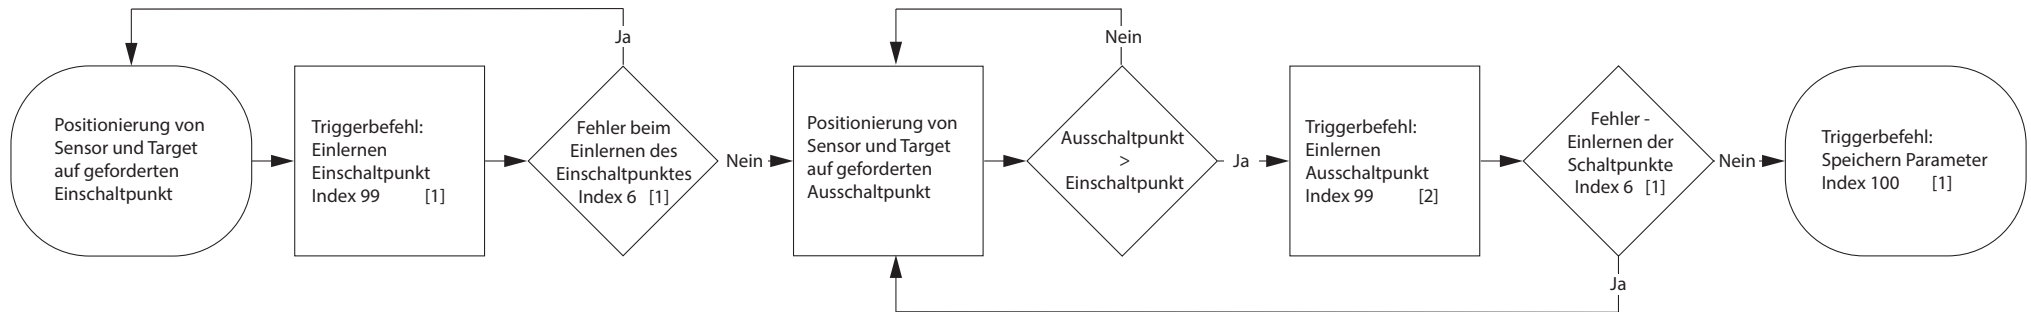 Positionierung von
Sensor und Target
auf geforderten
Einschaltpunkt
Triggerbefehl:
Einlernen
Einschaltpunkt
Index 99 [1]
Ja
Fehler beim
Einlernen des
Einschaltpunktes
Index 6 [1]
Nein
Positionierung von
Sensor und Target
auf geforderten
Ausschaltpunkt
Nein
Ausschaltpunkt
>
Einschaltpunkt
Ja
Triggerbefehl:
Einlernen
Ausschaltpunkt
Index 99 [2]
Fehler -
Einlernen der
Schaltpunkte
Index 6 [1]
Ja
Nein
Triggerbefehl:
Speichern Parameter
Index 100 [1]